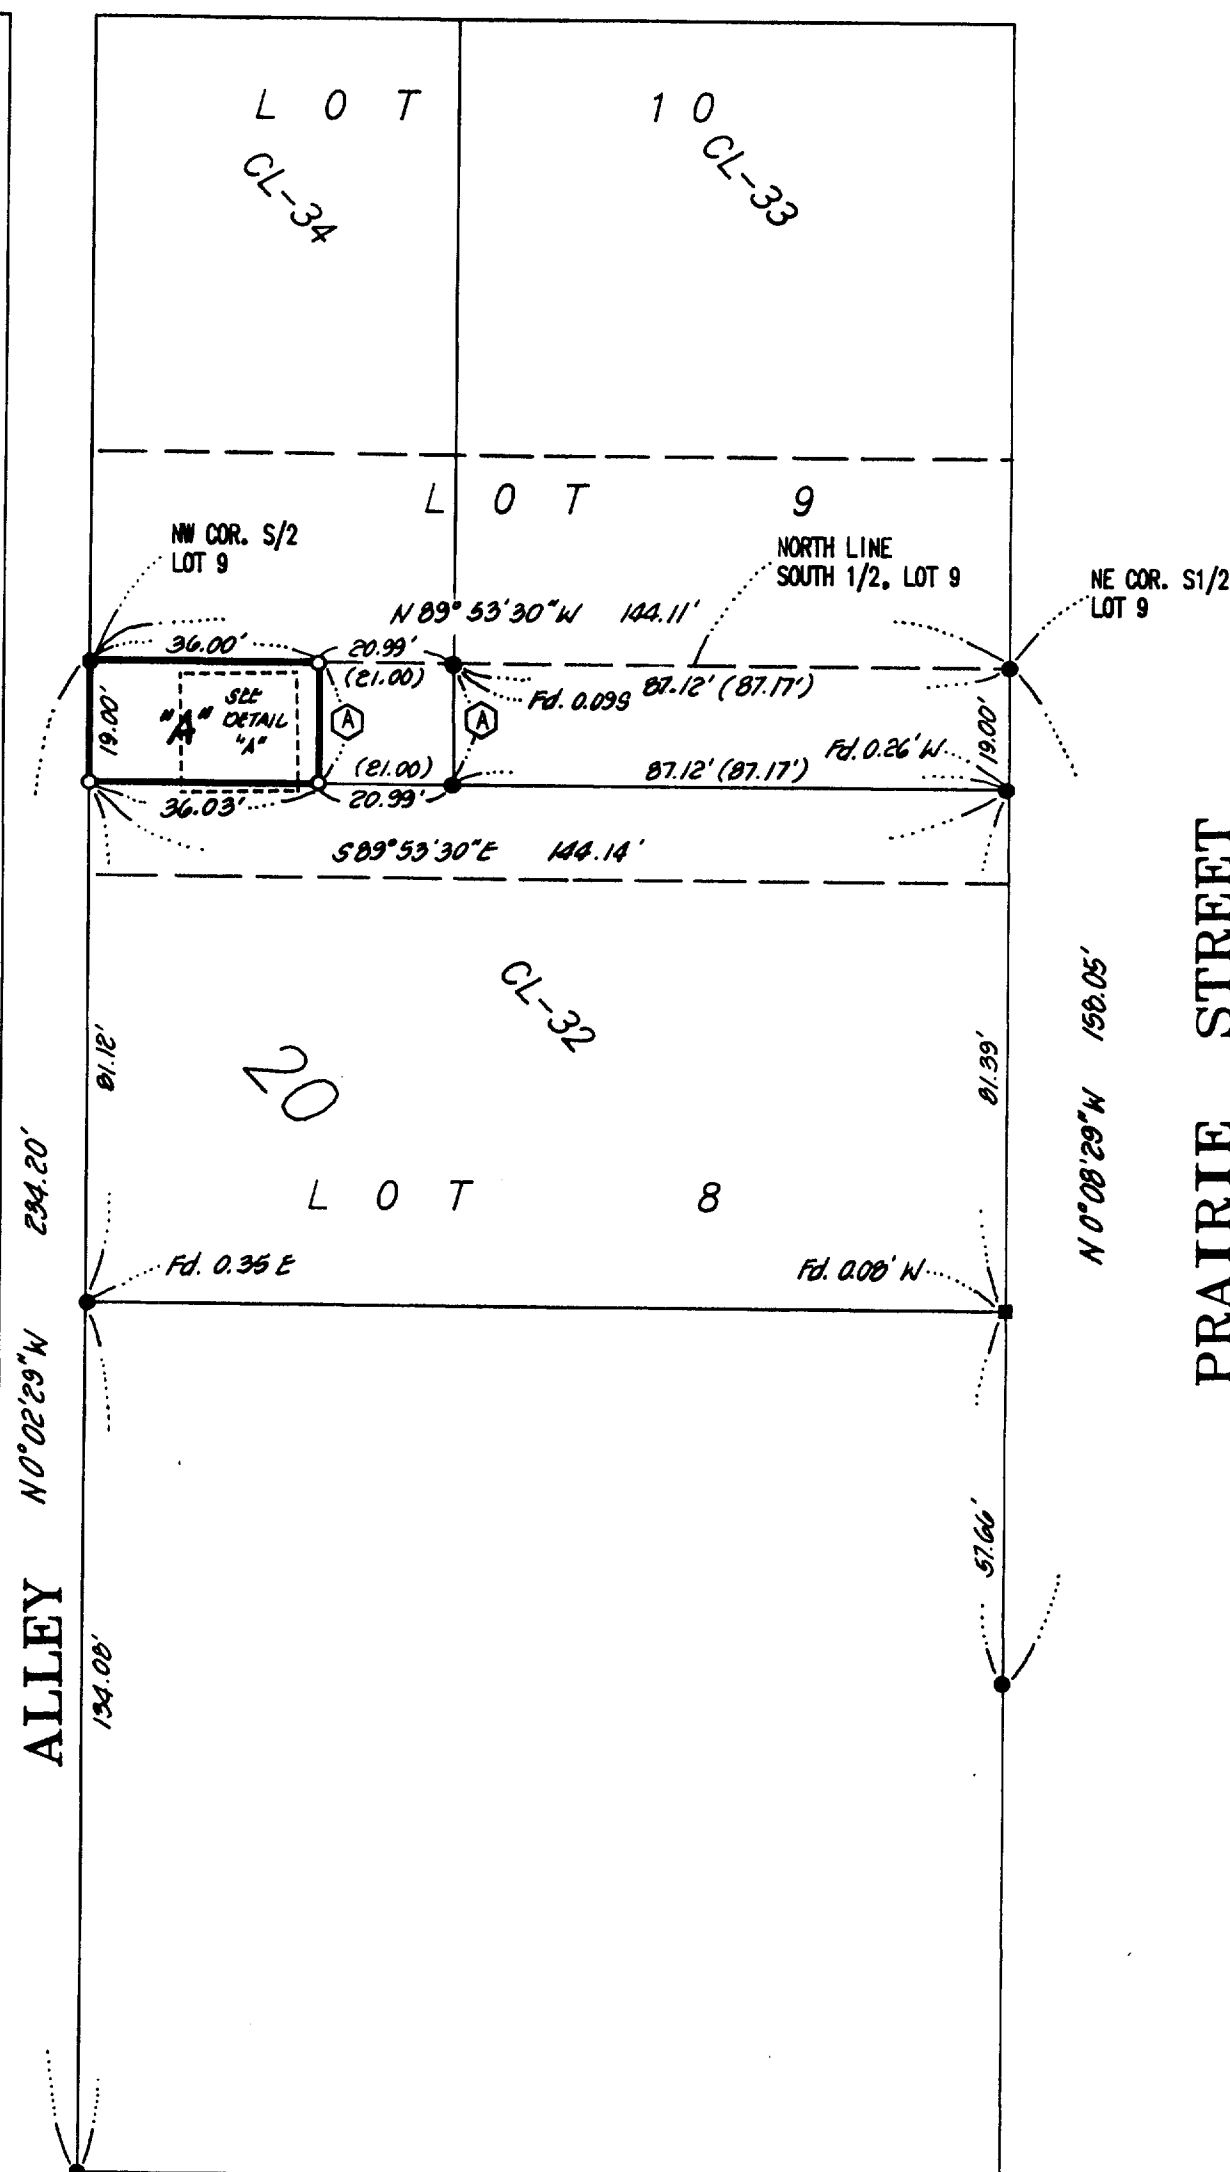 L O T 10
CL-34
CL-33
L O T 9
NW COR. S/2
LOT 9
NORTH LINE
SOUTH 1/2, LOT 9
NE COR. S1/2
LOT 9
N 89° 53'30"W 144.11'
36.00'
20.99'
(21.00)
Fd. 0.09S
87.12' (87.17')
19.00'
"A"
SEE
DETAIL
"A"
A
A
19.00'
(21.00)
87.12' (87.17')
Fd. 0.26' W
36.03'
20.99'
S89°53'30"E 144.14'
CL-32
20
81.12'
81.39'
L O T 8
Fd. 0.35 E
Fd. 0.08' W
N0°02'29"W 234.20'
N0°08'29"W 158.05'
PRAIRIE STREET
57.66'
ALLEY
134.08'